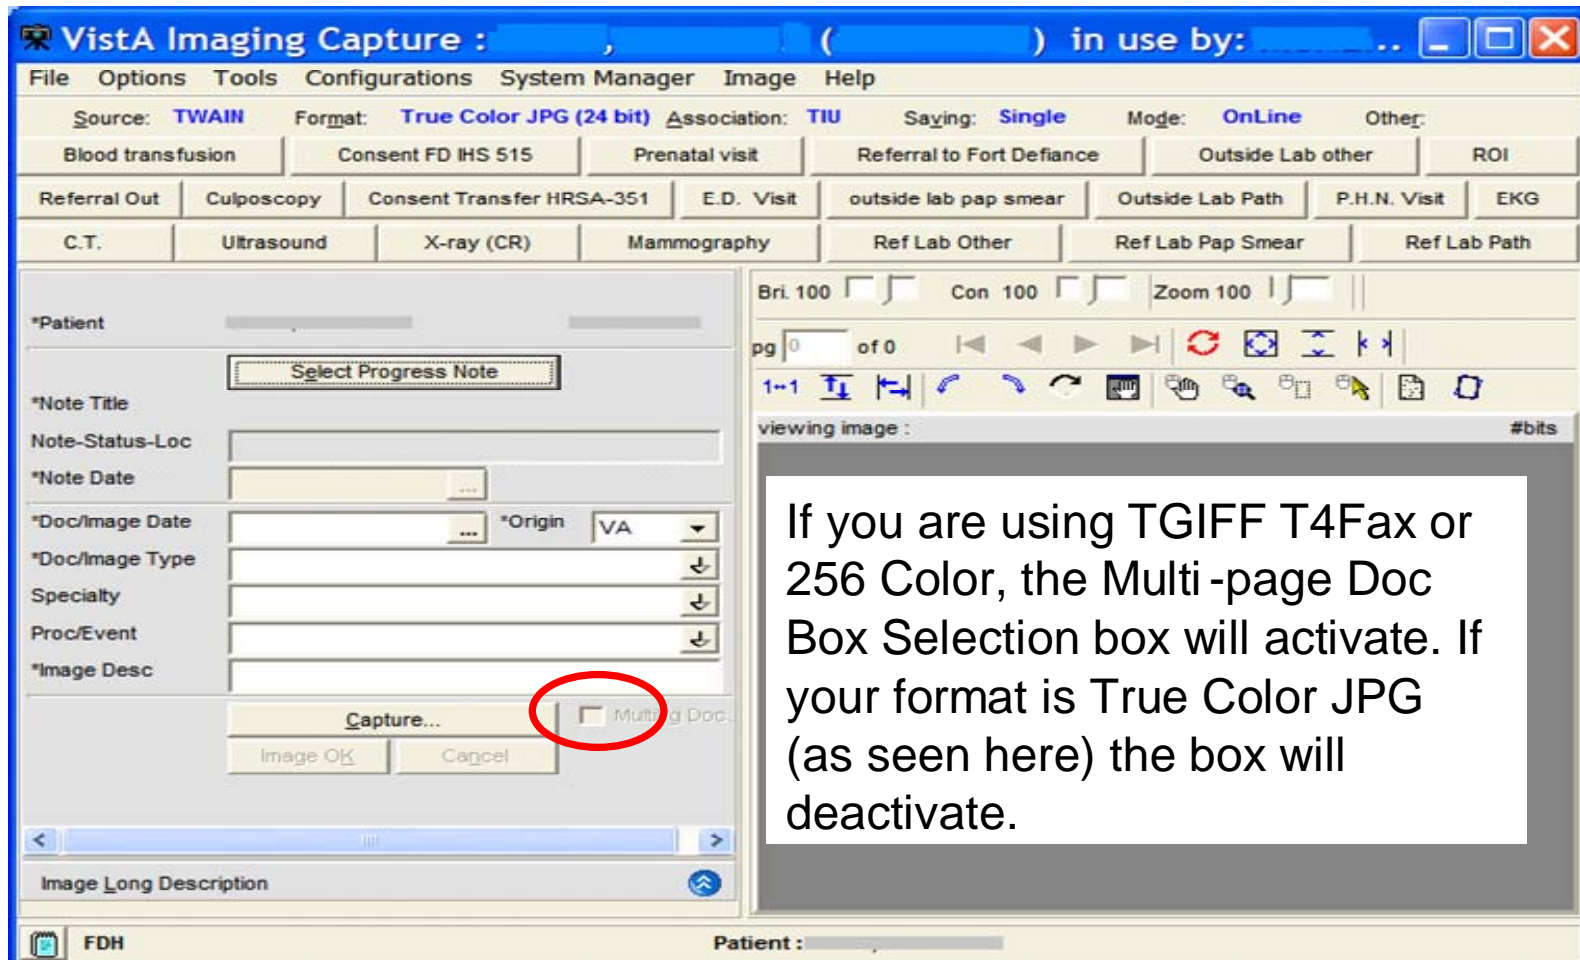 VistA Imaging Capture : , ( ) in use by: ..
File Options Tools Configurations System Manager Image Help
Source: TWAIN Format: True Color JPG (24 bit) Association: TIU Saving: Single Mode: OnLine Other:
Blood transfusion Consent FD IHS 515 Prenatal visit Referral to Fort Defiance Outside Lab other ROI
Referral Out Culposcopy Consent Transfer HRSA-351 E.D. Visit outside lab pap smear Outside Lab Path P.H.N. Visit EKG
C.T. Ultrasound X-ray (CR) Mammography Ref Lab Other Ref Lab Pap Smear Ref Lab Path
Bri. 100 Con 100 Zoom 100
*Patient
pg 0 of 0
Select Progress Note
1↔1
*Note Title
Note-Status-Loc
viewing image : #bits
*Note Date ...
*Doc/Image Date ... *Origin VA
*Doc/Image Type
Specialty
Proc/Event
*Image Desc
Capture... Doc.
Image OK Cancel
If you are using TGIFF T4Fax or
256 Color, the Multi-page Doc
Box Selection box will activate. If
your format is True Color JPG
(as seen here) the box will
deactivate.
Image Long Description
FDH Patient :